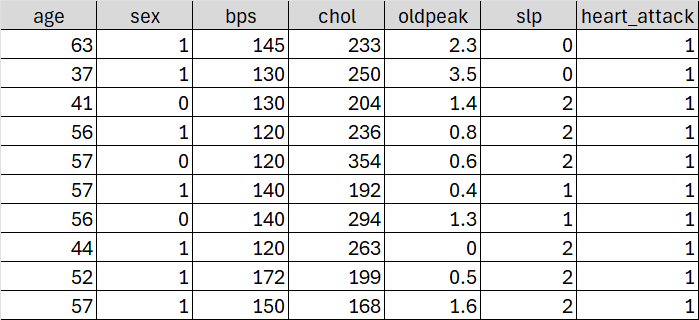 age sex bps chol oldpeak slp heart_attack
63 1 145 233 2.3 0 1
37 1 130 250 3.5 0 1
41 0 130 204 1.4 2 1
56 1 120 236 0.8 2 1
57 0 120 354 0.6 2 1
57 1 140 192 0.4 1 1
56 0 140 294 1.3 1 1
44 1 120 263 0 2 1
52 1 172 199 0.5 2 1
57 1 150 168 1.6 2 1